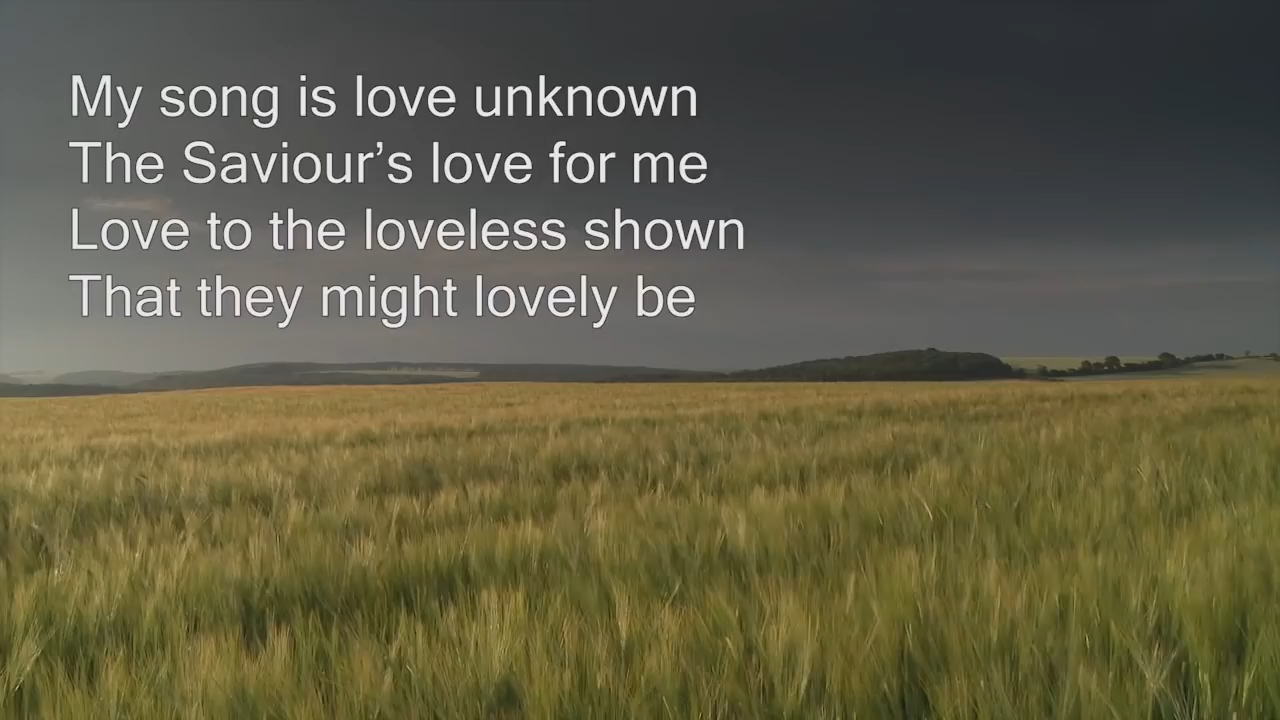 My song is love unknown
The Saviour’s love for me
Love to the loveless shown
That they might lovely be